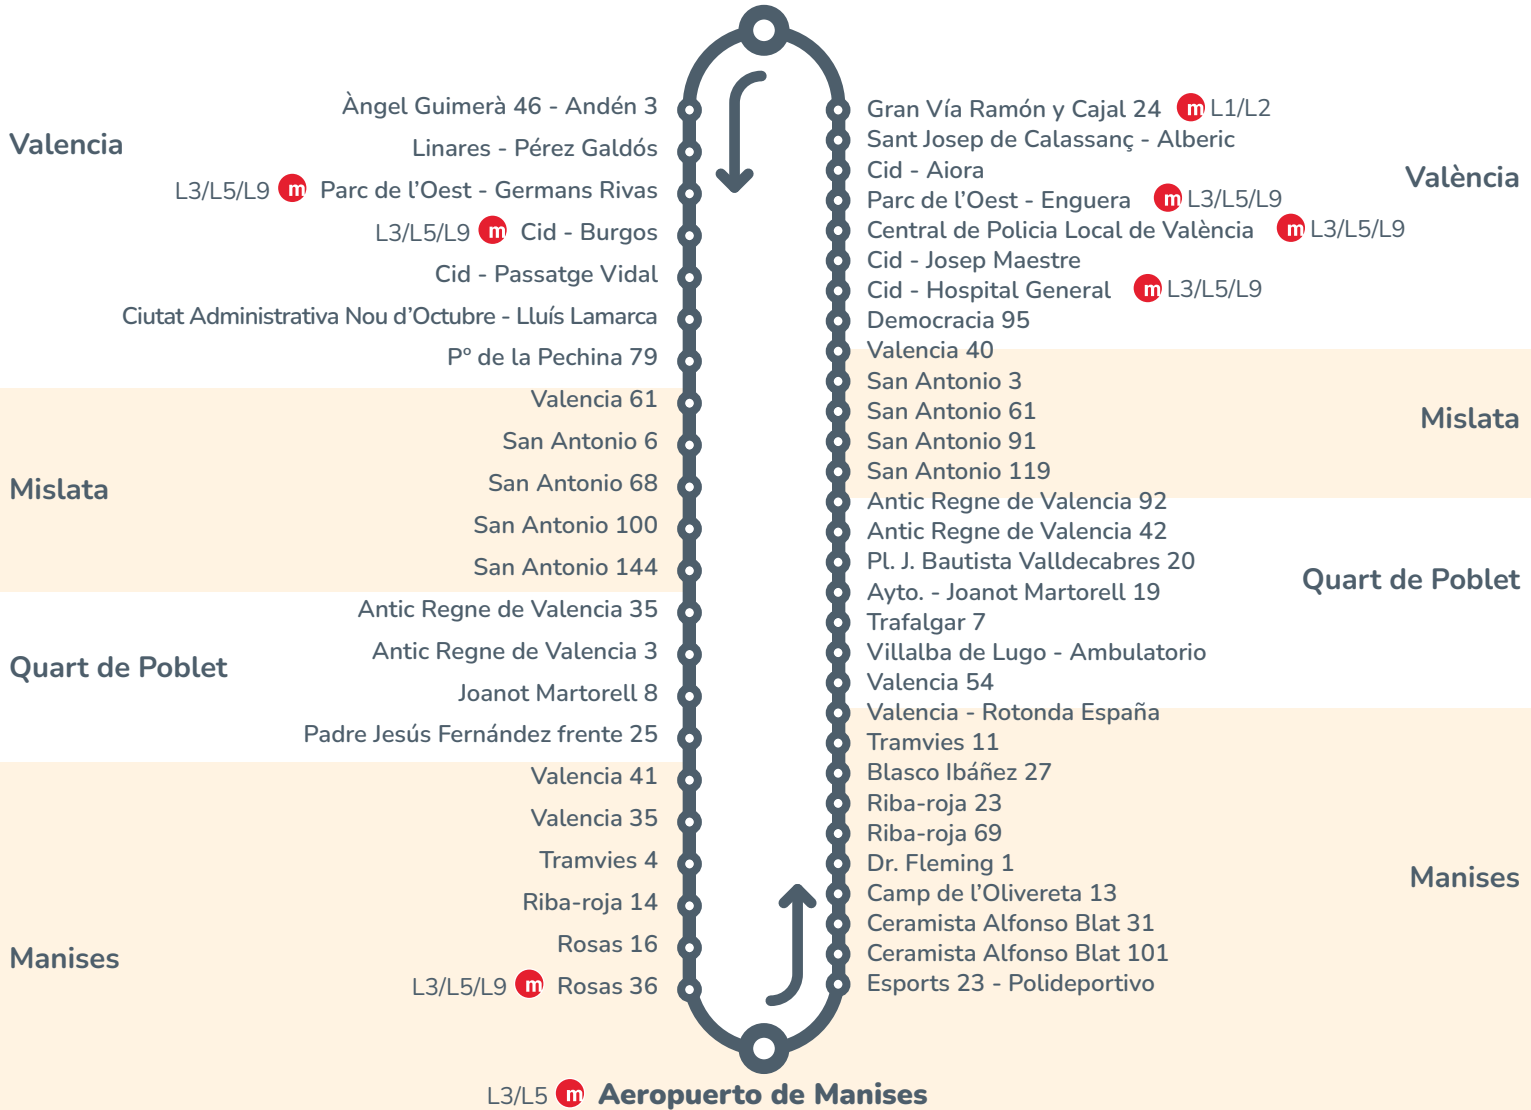 Valencia
Àngel Guimerà 46 - Andén 3
Linares - Pérez Galdós
L3/L5/L9 m Parc de l’Oest - Germans Rivas
L3/L5/L9 m Cid - Burgos
Cid - Passatge Vidal
Ciutat Administrativa Nou d’Octubre - Lluís Lamarca
Pº de la Pechina 79
Mislata
Valencia 61
San Antonio 6
San Antonio 68
San Antonio 100
San Antonio 144
Quart de Poblet
Antic Regne de Valencia 35
Antic Regne de Valencia 3
Joanot Martorell 8
Padre Jesús Fernández frente 25
Manises
Valencia 41
Valencia 35
Tramvies 4
Riba-roja 14
Rosas 16
L3/L5/L9 m Rosas 36
València
Gran Vía Ramón y Cajal 24 m L1/L2
Sant Josep de Calassanç - Alberic
Cid - Aiora
Parc de l’Oest - Enguera m L3/L5/L9
Central de Policia Local de València m L3/L5/L9
Cid - Josep Maestre
Cid - Hospital General m L3/L5/L9
Democracia 95
Mislata
Valencia 40
San Antonio 3
San Antonio 61
San Antonio 91
San Antonio 119
Quart de Poblet
Antic Regne de Valencia 92
Antic Regne de Valencia 42
Pl. J. Bautista Valldecabres 20
Ayto. - Joanot Martorell 19
Trafalgar 7
Villalba de Lugo - Ambulatorio
Valencia 54
Manises
Valencia - Rotonda España
Tramvies 11
Blasco Ibáñez 27
Riba-roja 23
Riba-roja 69
Dr. Fleming 1
Camp de l’Olivereta 13
Ceramista Alfonso Blat 31
Ceramista Alfonso Blat 101
Esports 23 - Polideportivo
L3/L5 m Aeropuerto de Manises